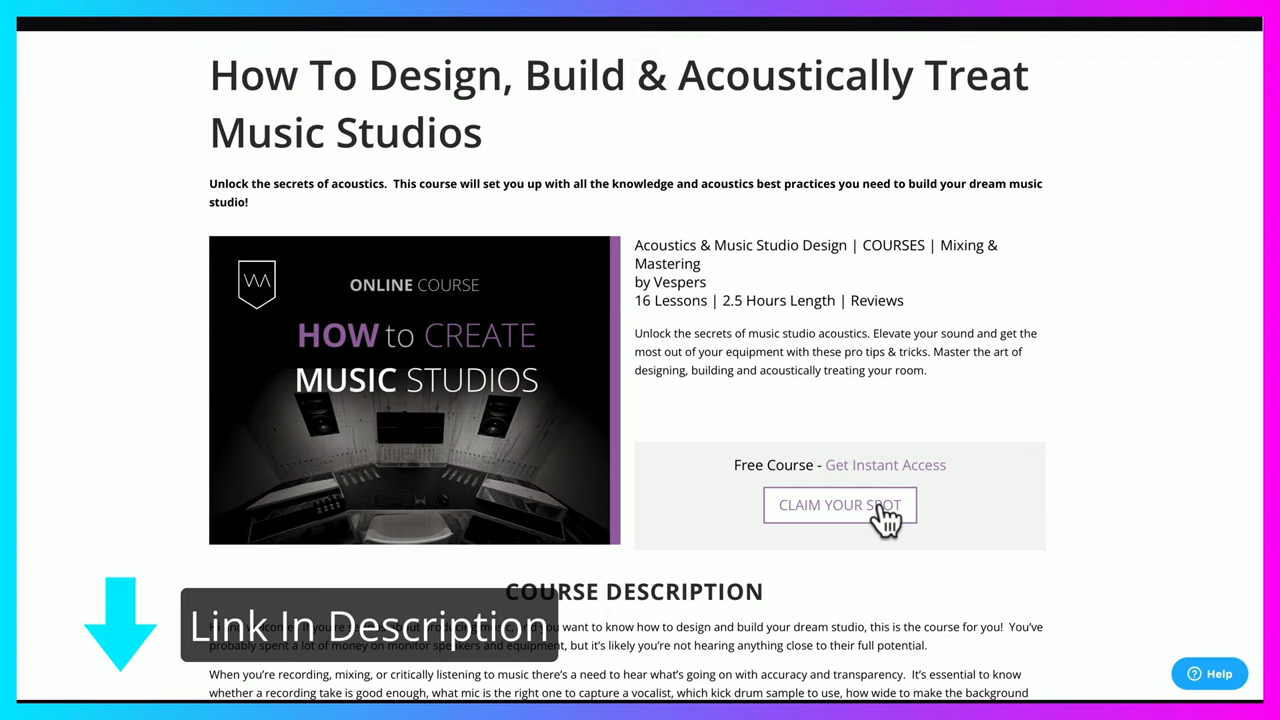 How To Design, Build & Acoustically Treat
Music Studios
Unlock the secrets of acoustics. This course will set you up with all the knowledge and acoustics best practices you need to build your dream music
studio!
ONLINE COURSE
HOW to CREATE
MUSIC STUDIOS
Acoustics & Music Studio Design | COURSES | Mixing &
Mastering
by Vespers
16 Lessons | 2.5 Hours Length | Reviews
Unlock the secrets of music studio acoustics. Elevate your sound and get the
most out of your equipment with these pro tips & tricks. Master the art of
designing, building and acoustically treating your room.
Free Course - Get Instant Access
CLAIM YOUR SPOT
COURSE DESCRIPTION
Link In Description
want to know how to design and build your dream studio, this is the course for you! You've
probably spent a lot of money on monitor speakers and equipment, but it's likely you're not hearing anything close to their full potential.
When you're recording, mixing, or critically listening to music there's a need to hear what's going on with accuracy and transparency. It's essential to know
whether a recording take is good enough, what mic is the right one to capture a vocalist, which kick drum sample to use, how wide to make the background
Help